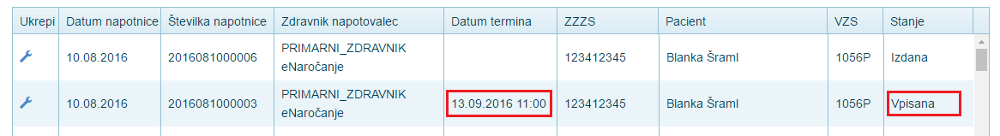 Ukrepi Datum napotnice Številka napotnice Zdravnik napotovalec Datum termina ZZZS Pacient VZS Stanje
10.08.2016 2016081000006 PRIMARNI_ZDRAVNIK 123412345 Blanka Šraml 1056P Izdana
eNaročanje
10.08.2016 2016081000003 PRIMARNI_ZDRAVNIK 13.09.2016 11:00 123412345 Blanka Šraml 1056P Vpisana
eNaročanje